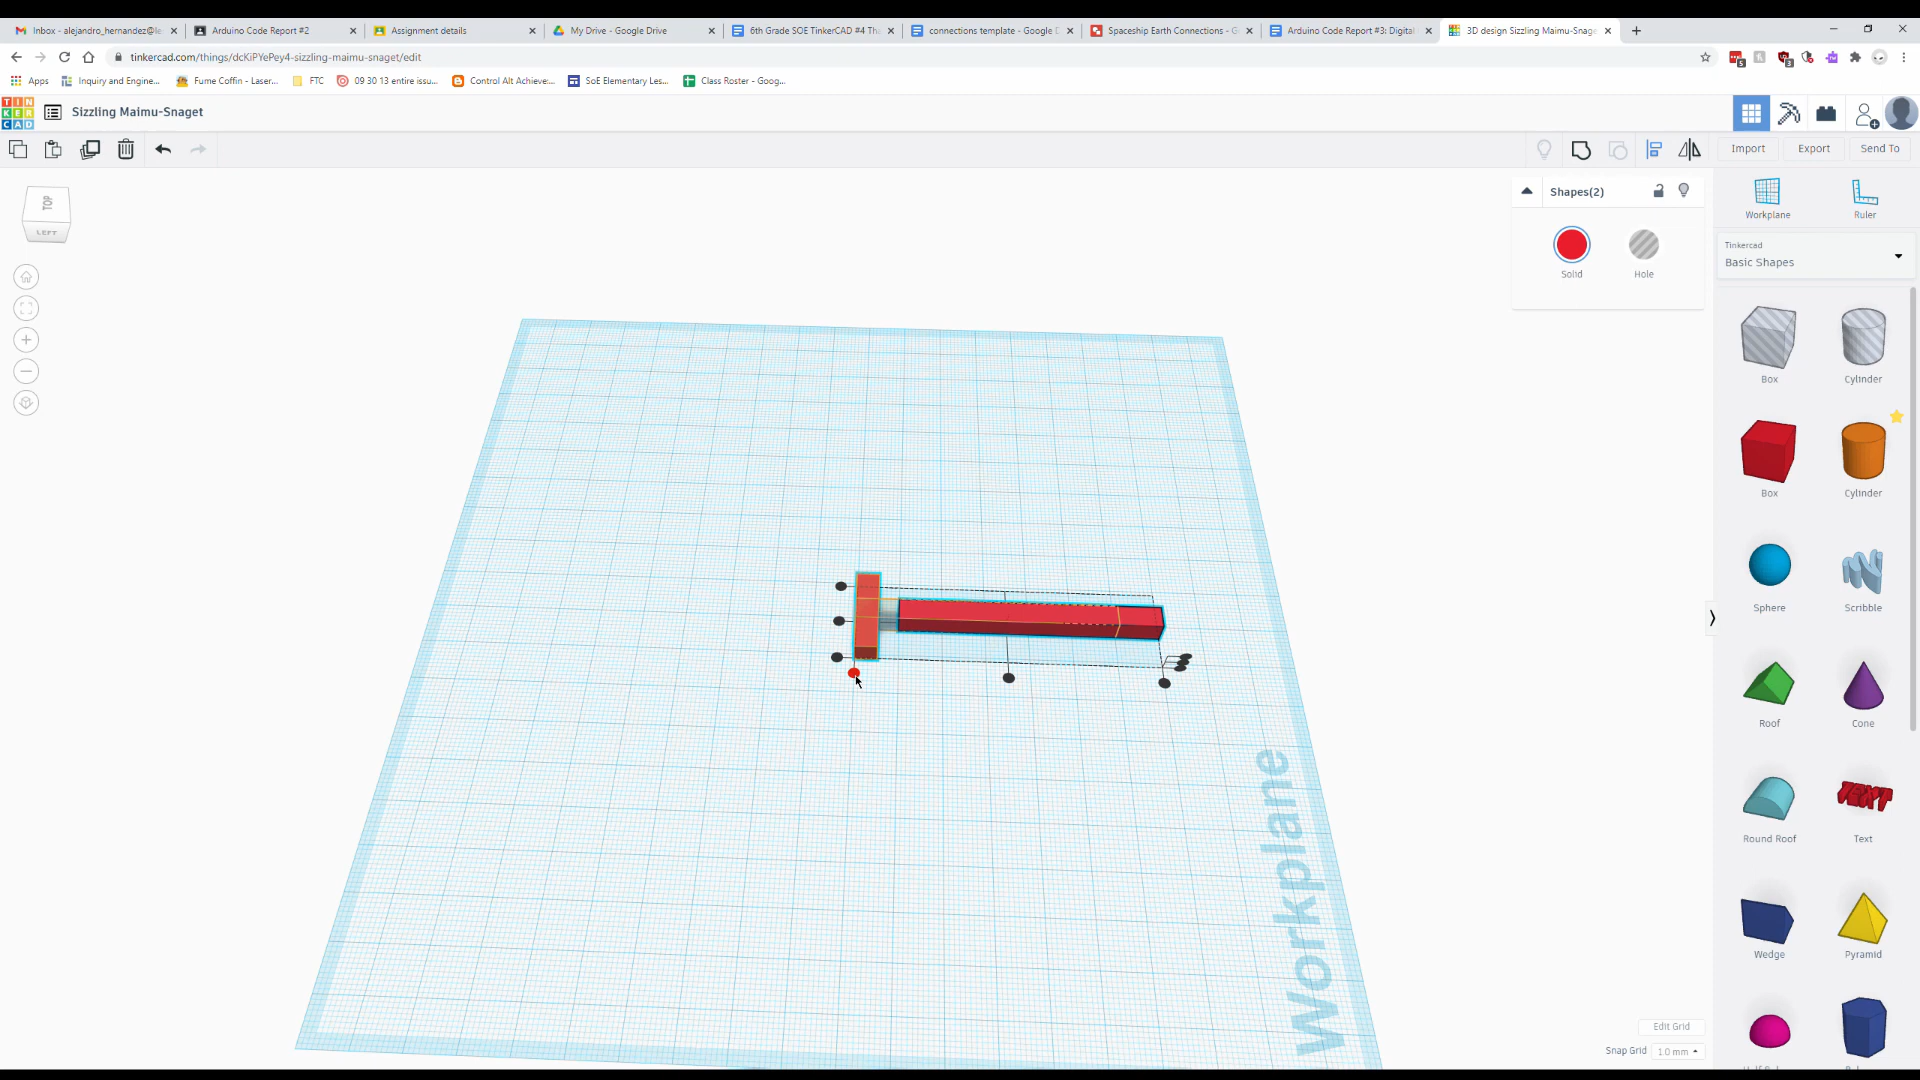 Inbox - alejandro_hernandez@le
Arduino Code Report #2
Assignment details
My Drive - Google Drive
6th Grade SOE TinkerCAD #4 Th
connections template - Google D
Spaceship Earth Connections - G
Arduino Code Report #3: Digital
3D design Sizzling Maimu-Snage
tinkercad.com/things/dcKiPYePey4-sizzling-maimu-snaget/edit
Apps
Inquiry and Engine...
Fume Coffin - Laser...
FTC
09 30 13 entire issu...
Control Alt Achieve:...
SoE Elementary Les...
Class Roster - Goog...
TIN
KER
CAD
Sizzling Maimu-Snaget
Import
Export
Send To
TOP
LEFT
Shapes(2)
Solid
Hole
Workplane
Ruler
Tinkercad
Basic Shapes
Box
Cylinder
Box
Cylinder
Sphere
Scribble
Roof
Cone
Round Roof
TEXT
Text
Wedge
Pyramid
Workplane
Edit Grid
Snap Grid
1.0 mm